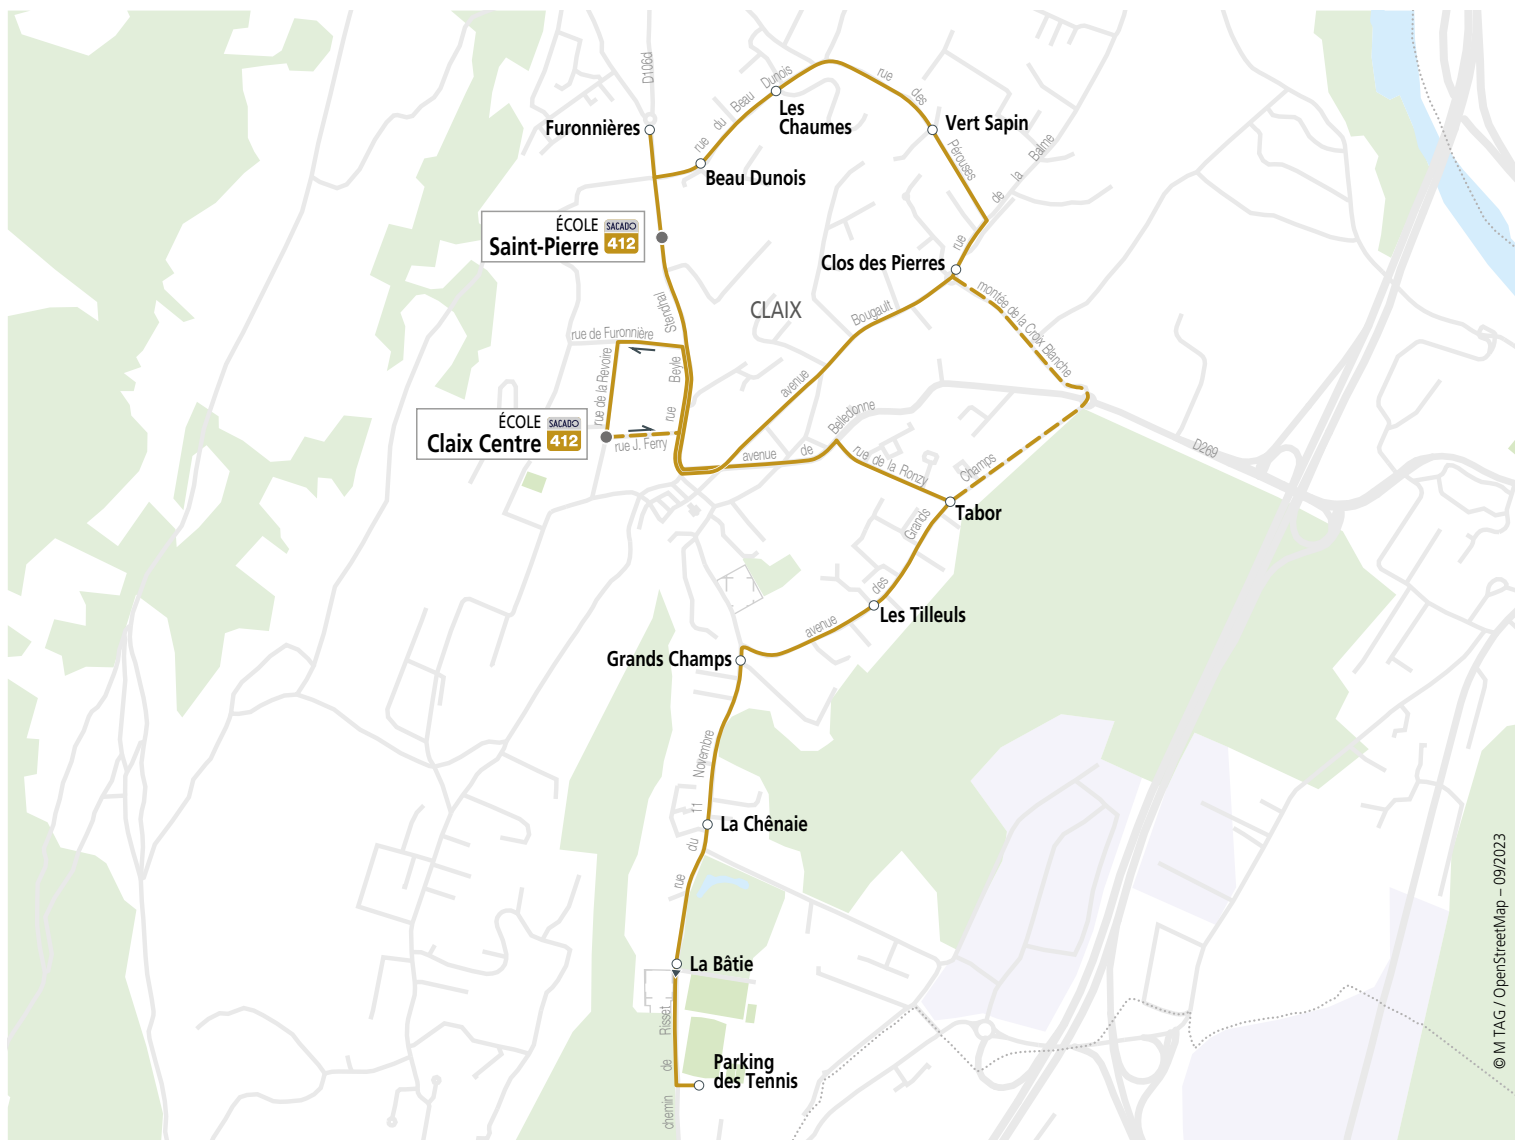 D106d
Furonnières
rue du Beau Dunois
Les
Chaumes
rue des Pérouses
Vert Sapin
Beau Dunois
rue de la Balme
ÉCOLE SACADO
Saint-Pierre 412
Clos des Pierres
montée de la Croix Blanche
CLAIX
avenue Bougault
rue Beyle Stendhal
rue de Furonnière
rue de la Revoire
ÉCOLE SACADO
Claix Centre 412
rue J. Ferry
avenue de Belledonne
rue de la Ronzy
D269
Tabor
avenue des Grands Champs
Les Tilleuls
Grands Champs
rue du 11 Novembre
La Chênaie
La Bâtie
chemin de Risset
Parking
des Tennis
© M TAG / OpenStreetMap – 09/2023